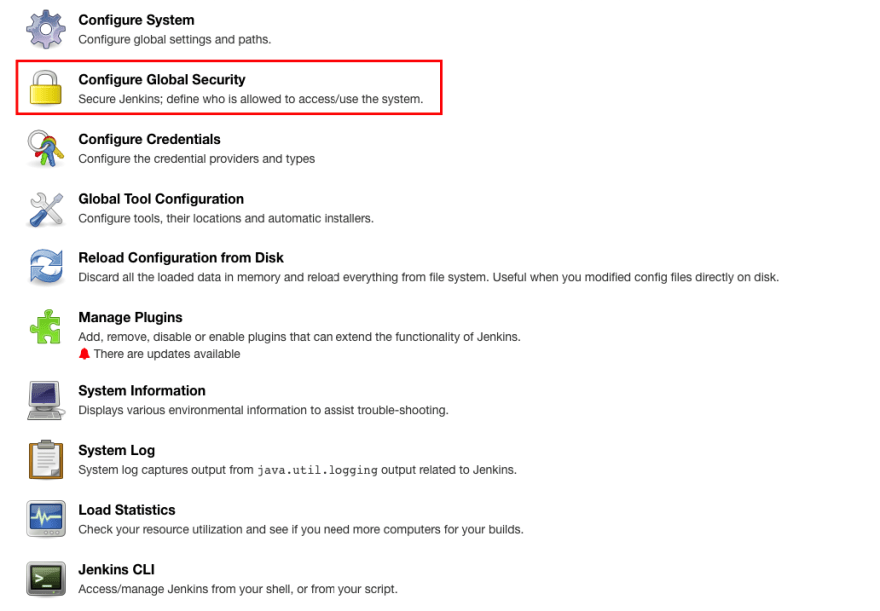 Configure System
Configure global settings and paths.
Configure Global Security
Secure Jenkins; define who is allowed to access/use the system.
Configure Credentials
Configure the credential providers and types
Global Tool Configuration
Configure tools, their locations and automatic installers.
Reload Configuration from Disk
Discard all the loaded data in memory and reload everything from file system. Useful when you modified config files directly on disk.
Manage Plugins
Add, remove, disable or enable plugins that can extend the functionality of Jenkins.
There are updates available
System Information
Displays various environmental information to assist trouble-shooting.
System Log
System log captures output from java.util.logging output related to Jenkins.
Load Statistics
Check your resource utilization and see if you need more computers for your builds.
Jenkins CLI
Access/manage Jenkins from your shell, or from your script.